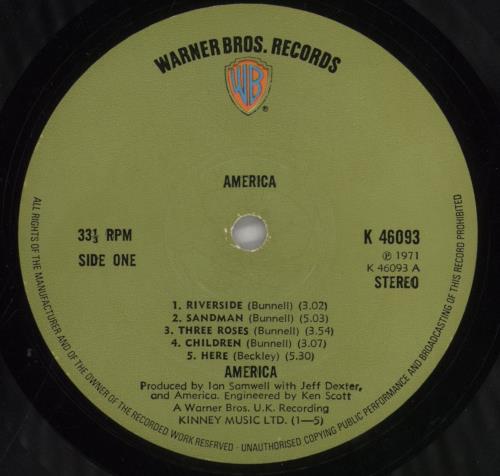 WARNER BROS. RECORDS
WB
®
AMERICA
33⅓ RPM
SIDE ONE
K 46093
℗ 1971
K 46093 A
STEREO
1. RIVERSIDE (Bunnell) (3.02)
2. SANDMAN (Bunnell) (5.03)
3. THREE ROSES (Bunnell) (3.54)
4. CHILDREN (Bunnell) (3.07)
5. HERE (Beckley) (5.30)
AMERICA
Produced by Ian Samwell with Jeff Dexter,
and America. Engineered by Ken Scott
A Warner Bros. U.K. Recording
KINNEY MUSIC LTD. (1—5)
ALL RIGHTS OF THE MANUFACTURER AND OF THE OWNER OF THE RECORDED WORK RESERVED · UNAUTHORISED COPYING PUBLIC PERFORMANCE AND BROADCASTING OF THIS RECORD PROHIBITED